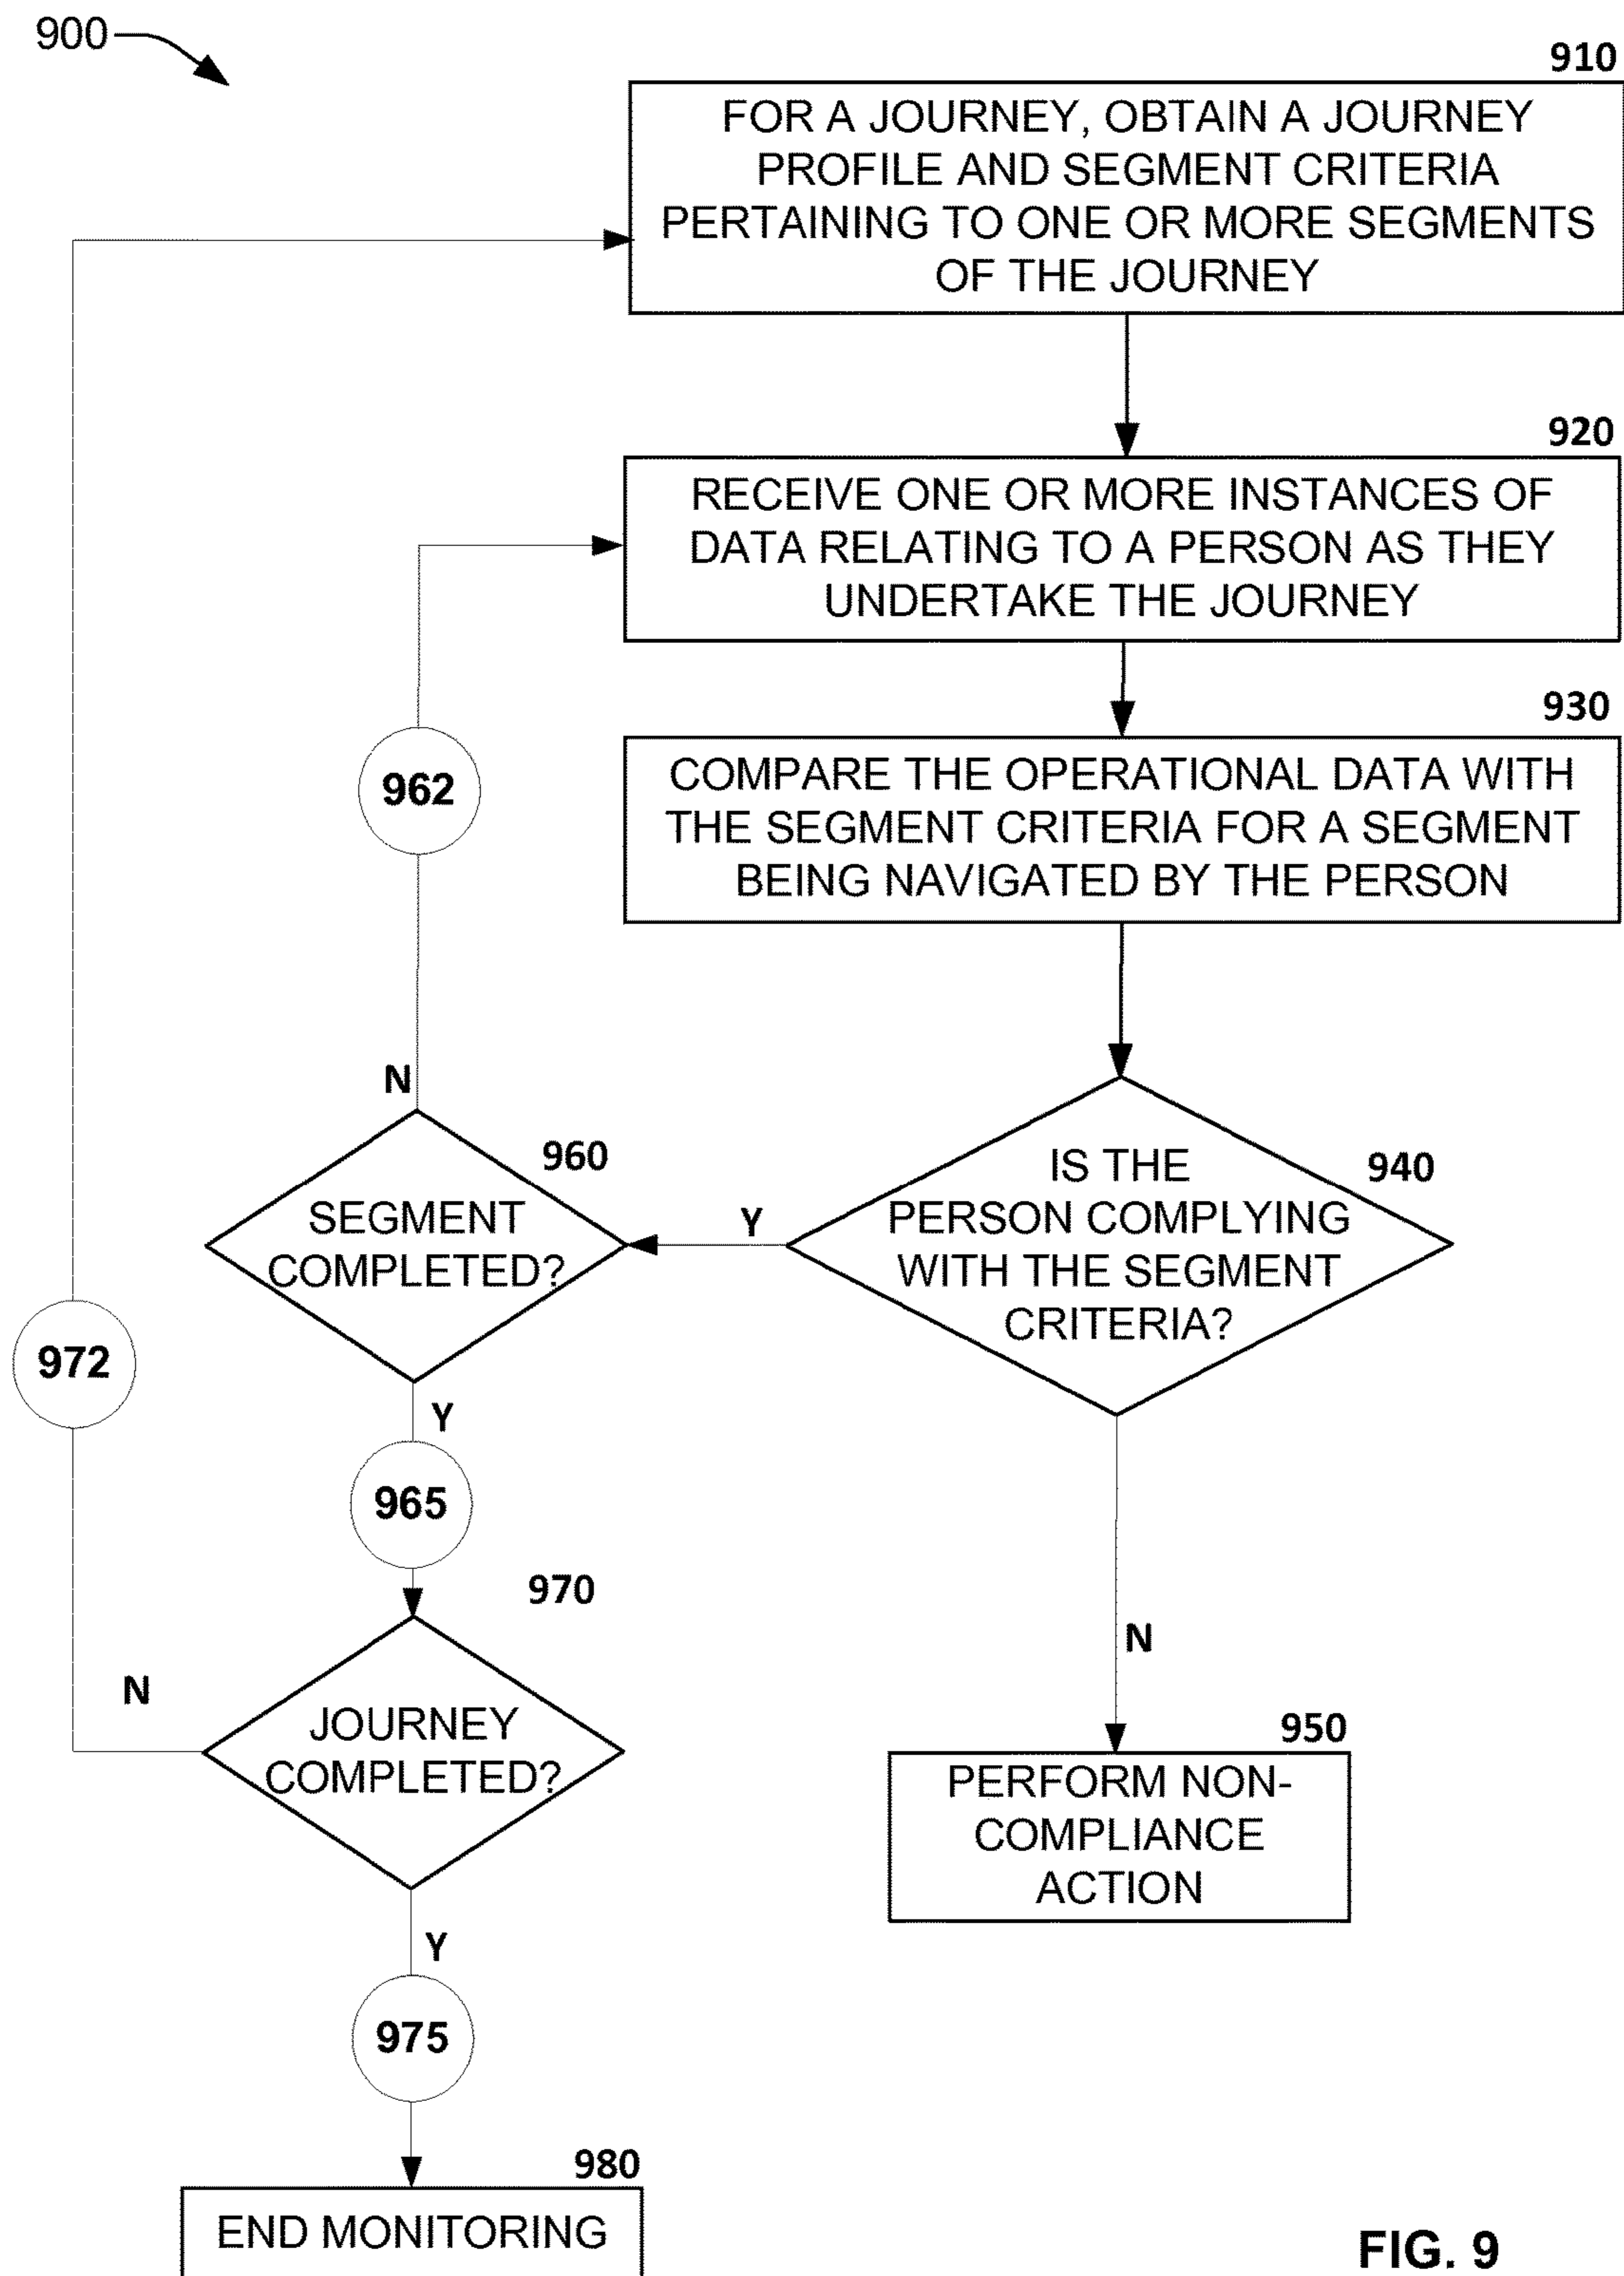 900
910
FOR A JOURNEY, OBTAIN A JOURNEY
PROFILE AND SEGMENT CRITERIA
PERTAINING TO ONE OR MORE SEGMENTS
OF THE JOURNEY
920
RECEIVE ONE OR MORE INSTANCES OF
DATA RELATING TO A PERSON AS THEY
UNDERTAKE THE JOURNEY
930
COMPARE THE OPERATIONAL DATA WITH
THE SEGMENT CRITERIA FOR A SEGMENT
BEING NAVIGATED BY THE PERSON
962
N
940
IS THE
PERSON COMPLYING
WITH THE SEGMENT
CRITERIA?
Y
960
SEGMENT
COMPLETED?
972
Y
965
970
N
JOURNEY
COMPLETED?
N
950
PERFORM NON-
COMPLIANCE
ACTION
Y
975
980
END MONITORING
FIG. 9